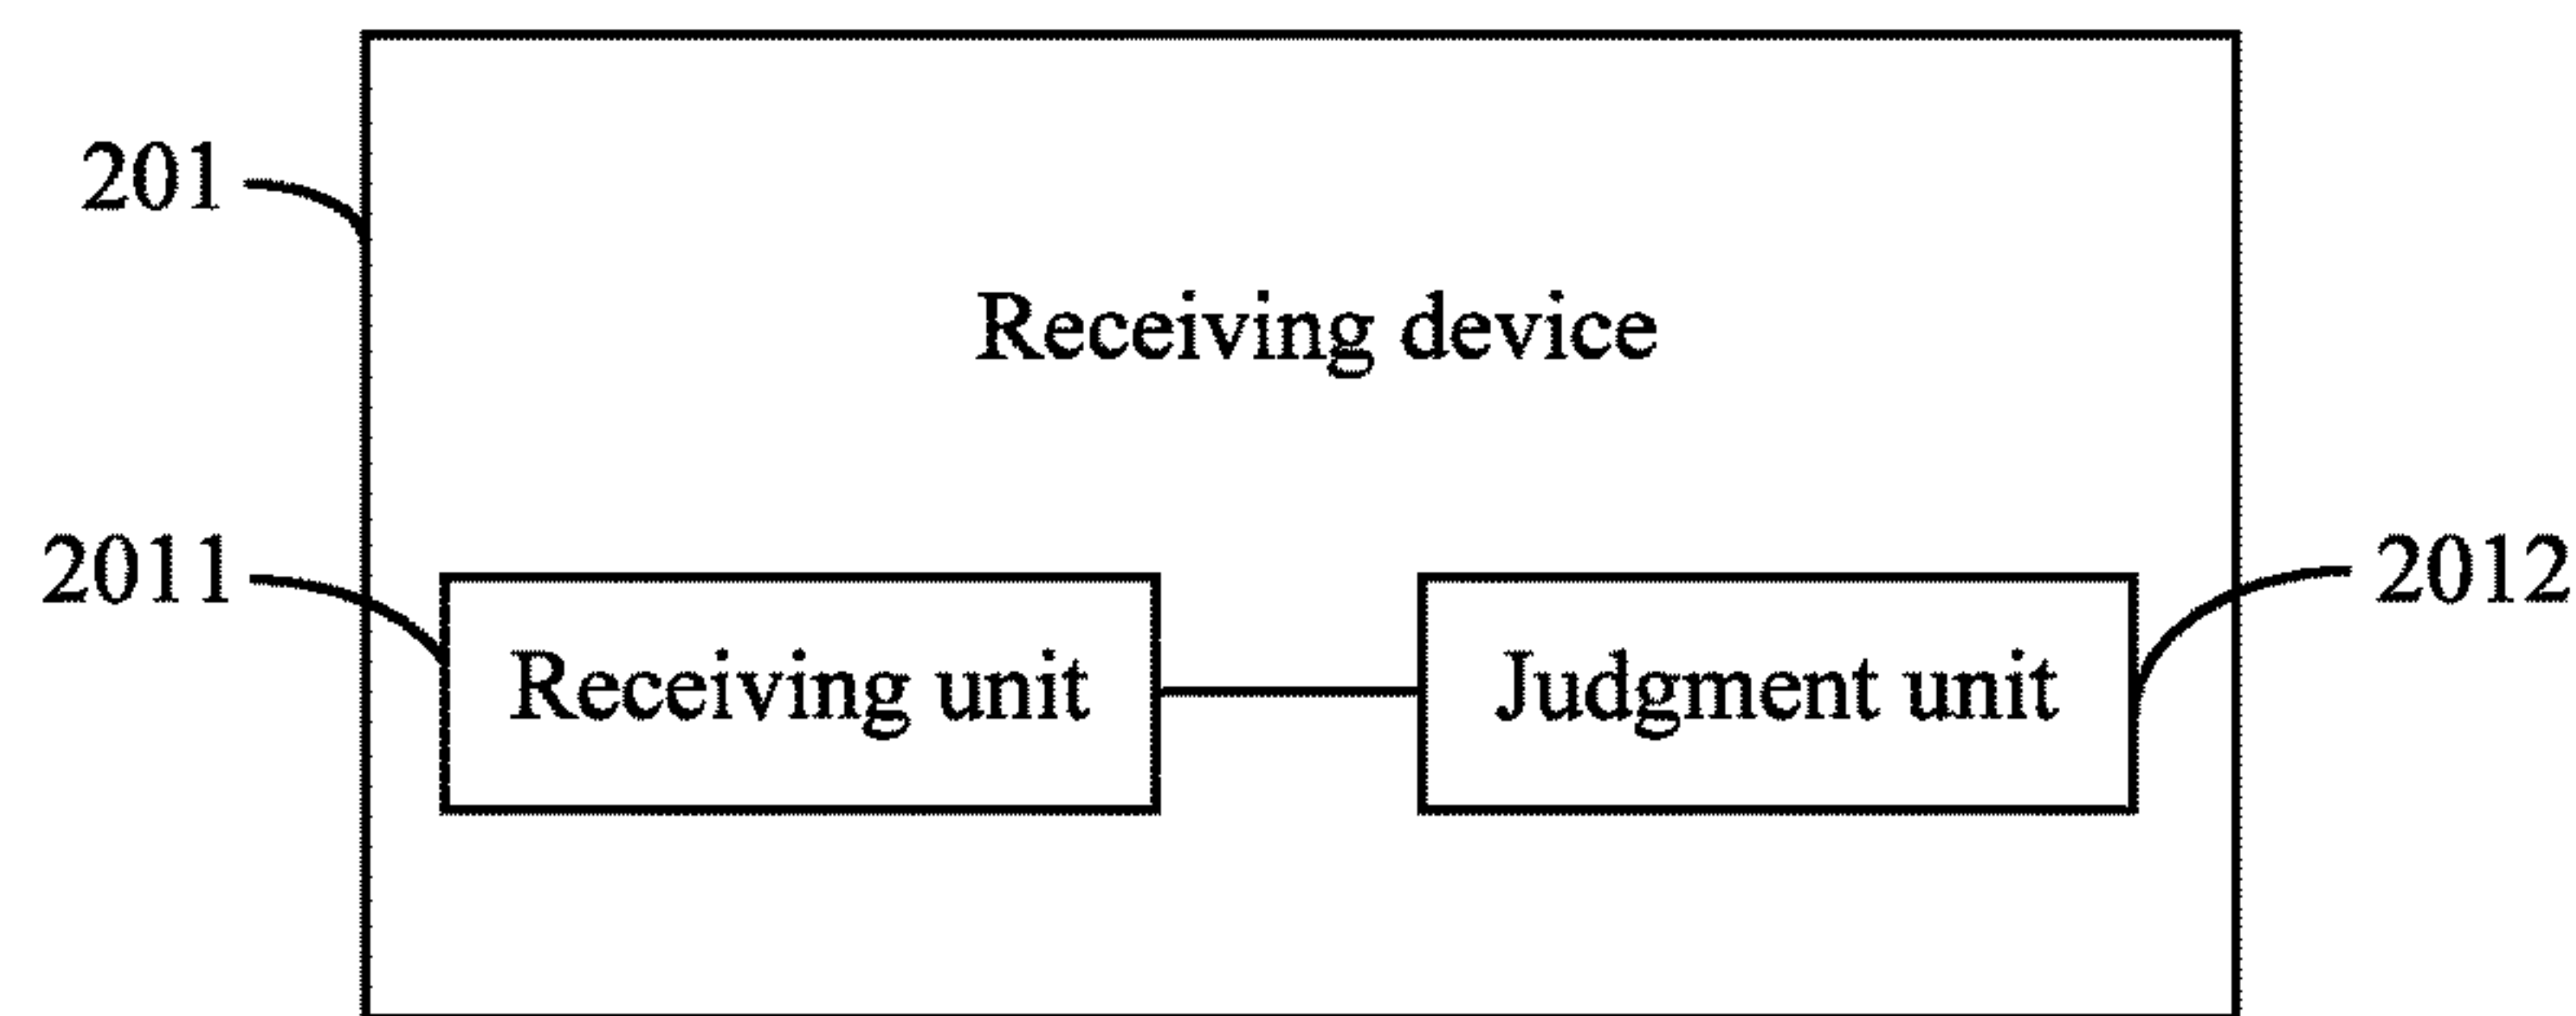 201
Receiving device
2011
Receiving unit
Judgment unit
2012